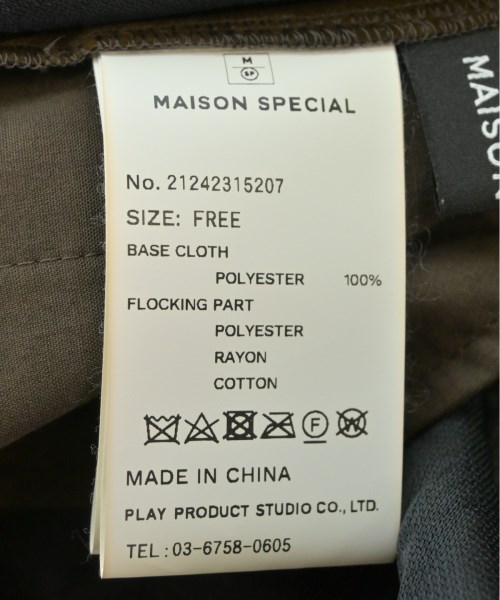 M
SP
MAISON SPECIAL
No. 21242315207
SIZE: FREE
BASE CLOTH
POLYESTER 100%
FLOCKING PART
POLYESTER
RAYON
COTTON
F W
MADE IN CHINA
PLAY PRODUCT STUDIO CO., LTD.
TEL : 03-6758-0605
MAISON